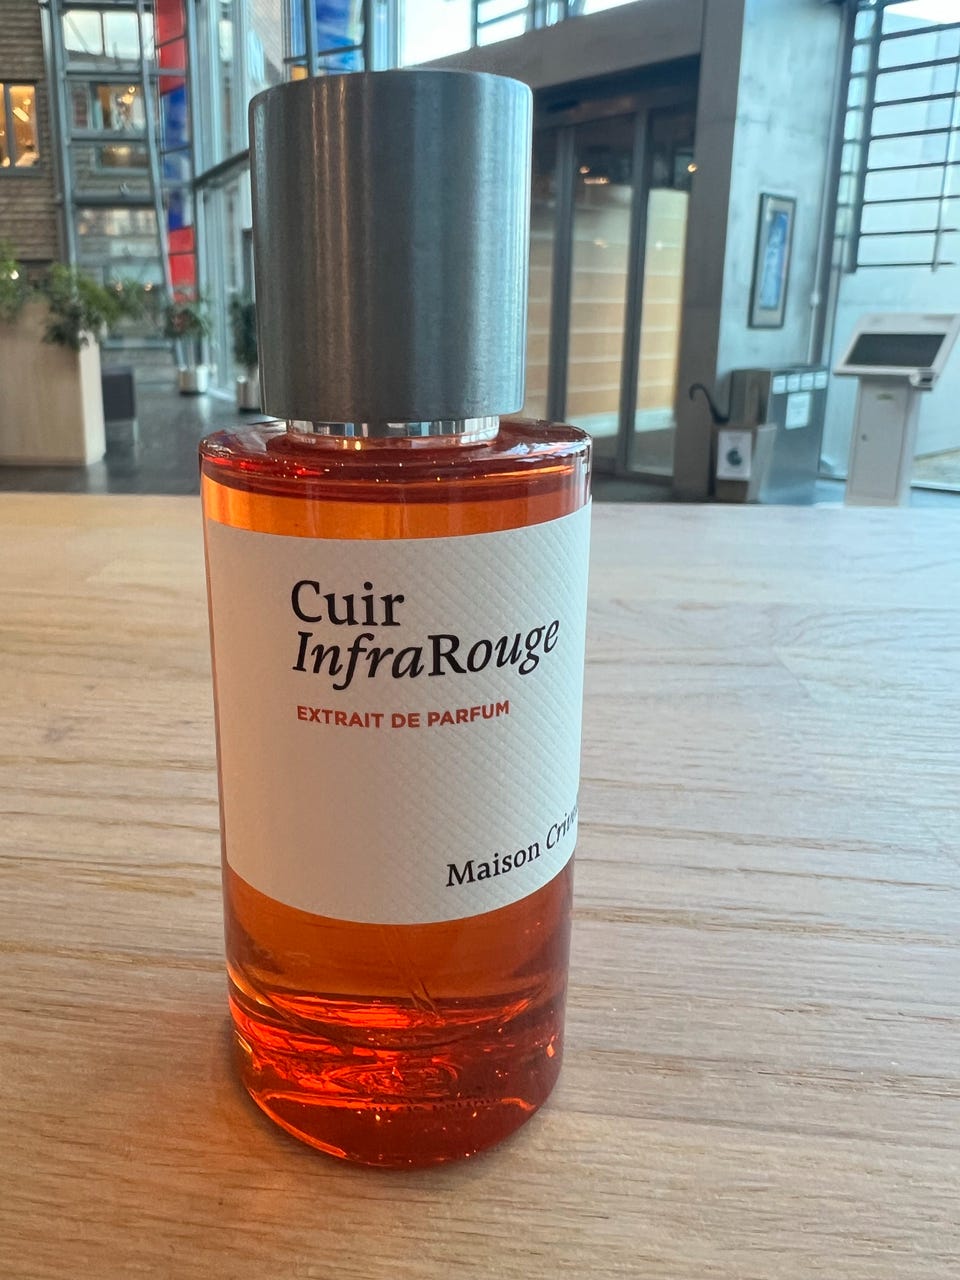 Cuir
InfraRouge
EXTRAIT DE PARFUM
Maison